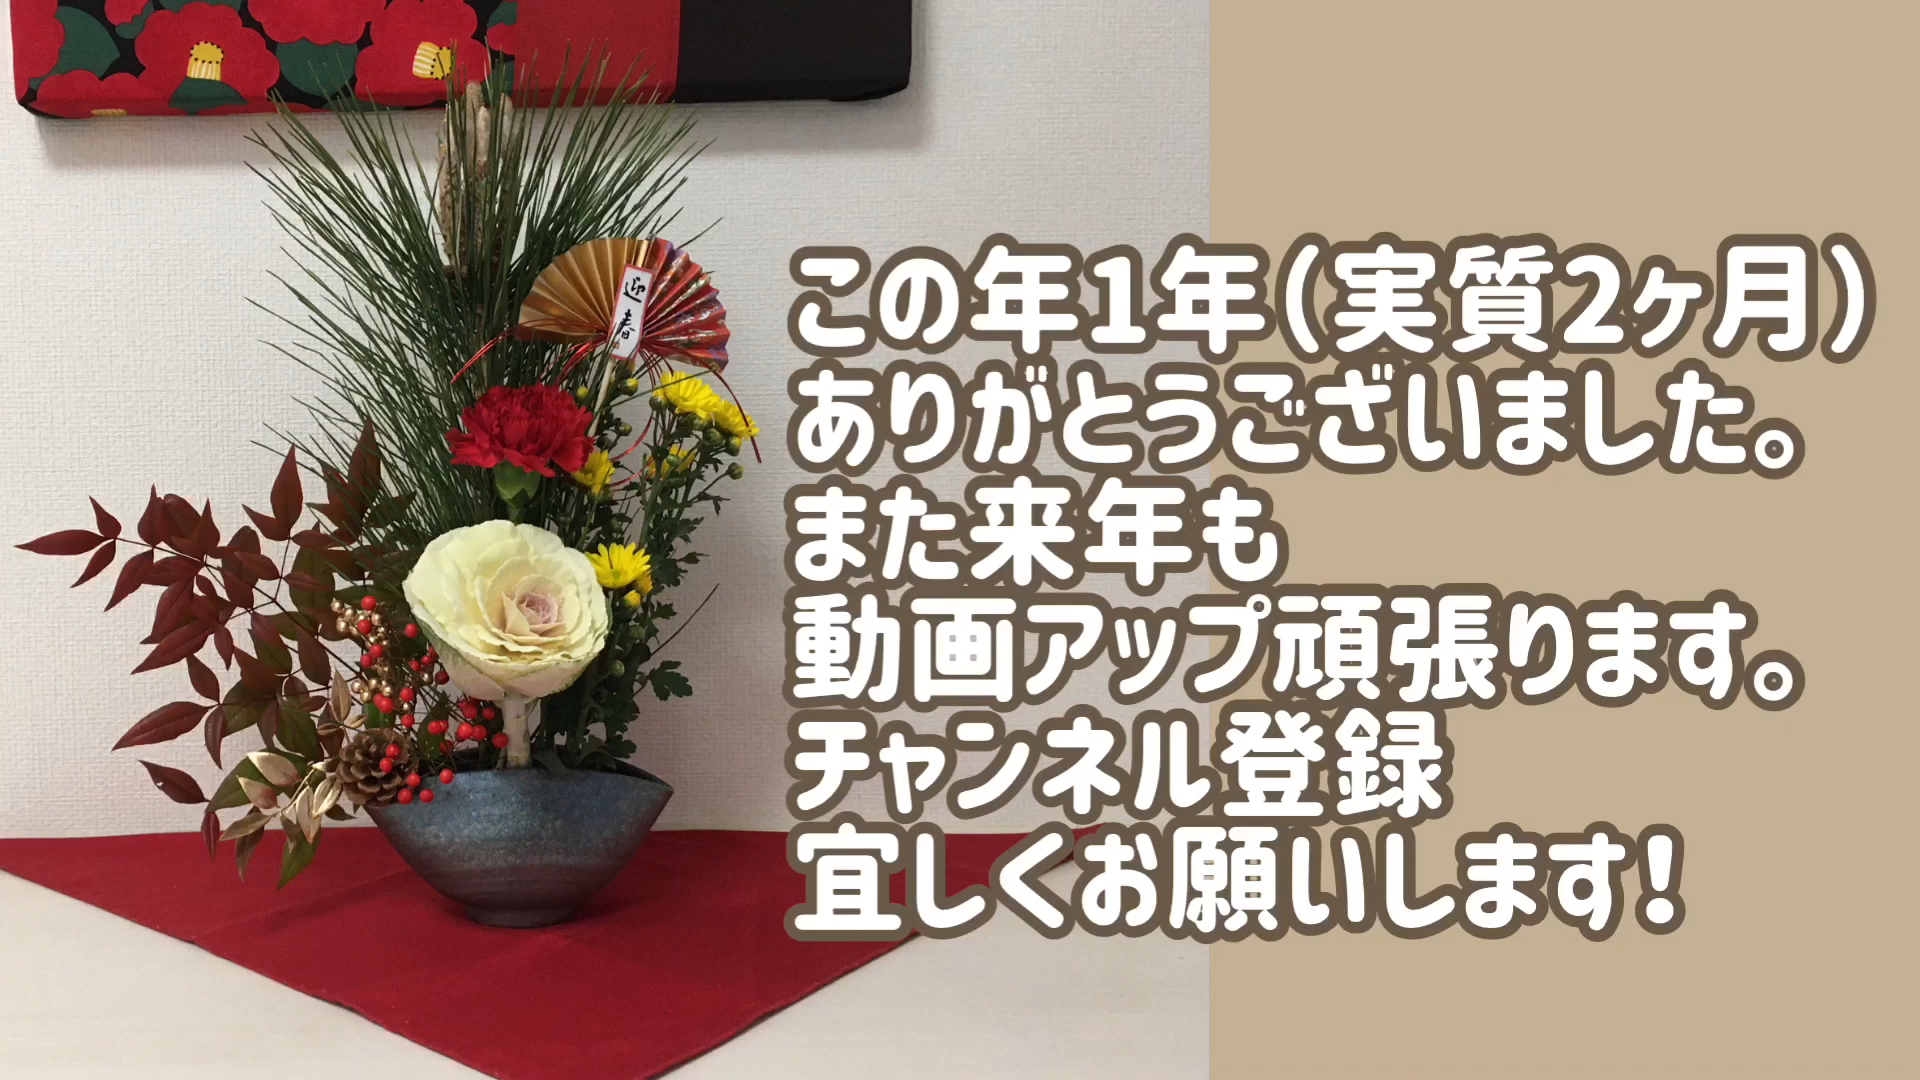 迎春
この年1年(実質2ヶ月)
ありがとうございました。
また来年も
動画アップ頑張ります。
チャンネル登録
宜しくお願いします!